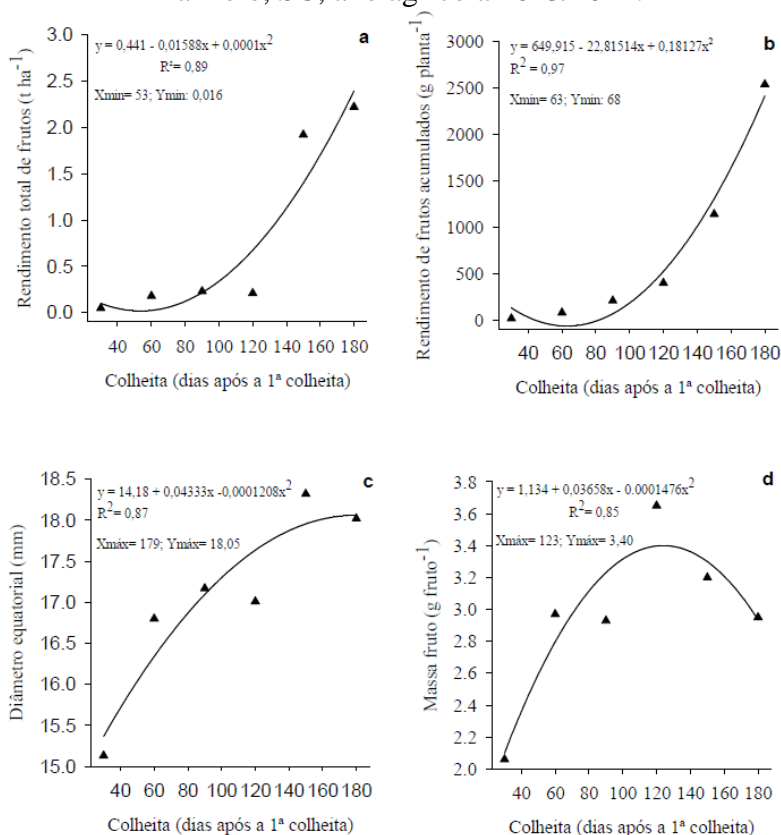 SC, ano agrícola
a
y = 0,441 - 0,01588x + 0,0001x²
R²= 0,89
Xmin= 53; Ymin: 0,016
Rendimento total de frutos (t ha⁻¹)
3.0
2.5
2.0
1.5
1.0
0.5
0.0
40 60 80 100 120 140 160 180
Colheita (dias após a 1ª colheita)
b
y = 649,915 - 22,81514x + 0,18127x²
R² = 0,97
Xmin= 63; Ymin: 68
Rendimento de frutos acumulados (g planta⁻¹)
3000
2500
2000
1500
1000
500
0
40 60 80 100 120 140 160 180
Colheita (dias após a 1ª colheita)
c
y = 14,18 + 0,04333x -0,0001208x²
R²= 0,87
Xmáx= 179; Ymáx= 18,05
Diâmetro equatorial (mm)
18.5
18.0
17.0
16.0
16.5
15.5
15.0
40 60 80 100 120 140 160 180
Colheita (dias após a 1ª colheita)
d
y = 1,134 + 0,03658x - 0.0001476x²
R²= 0,85
Xmáx= 123; Ymáx= 3,40
Massa fruto (g fruto⁻¹)
3.8
3.6
3.4
3.2
3.0
2.8
2.6
2.4
2.2
2.0
40 60 80 100 120 140 160 180
Colheita (dias após a 1ª colheita)